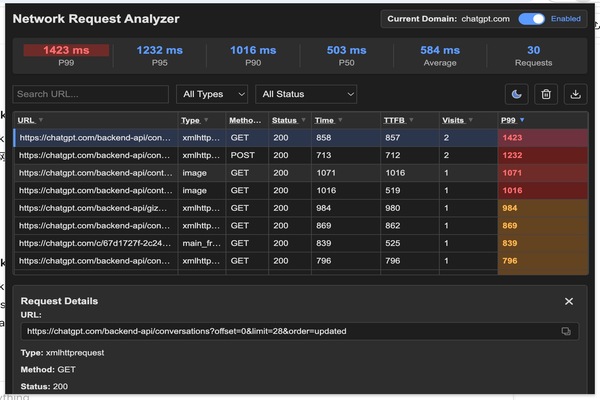 Network Request Analyzer
Current Domain: chatgpt.com Enabled
1423 ms 1232 ms 1016 ms 503 ms 584 ms 30
P99 P95 P90 P50 Average Requests
Search URL... All Types All Status
URL Type Metho... Status Time TTFB Visits P99
https://chatgpt.com/backend-api/con... xmlhttp... GET 200 858 857 2 1423
https://chatgpt.com/backend-api/con... xmlhttp... POST 200 713 712 2 1232
https://chatgpt.com/backend-api/cont... image GET 200 1071 1016 1 1071
https://chatgpt.com/backend-api/cont... image GET 200 1016 519 1 1016
https://chatgpt.com/backend-api/giz... xmlhttp... GET 200 984 980 1 984
https://chatgpt.com/backend-api/con... xmlhttp... GET 200 869 862 1 869
https://chatgpt.com/c/67d1727f-2c24... main_fr... GET 200 839 525 1 839
https://chatgpt.com/backend-api/con... xmlhttp... GET 200 796 796 1 796
Request Details
URL:
https://chatgpt.com/backend-api/conversations?offset=0&limit=28&order=updated
Type: xmlhttprequest
Method: GET
Status: 200